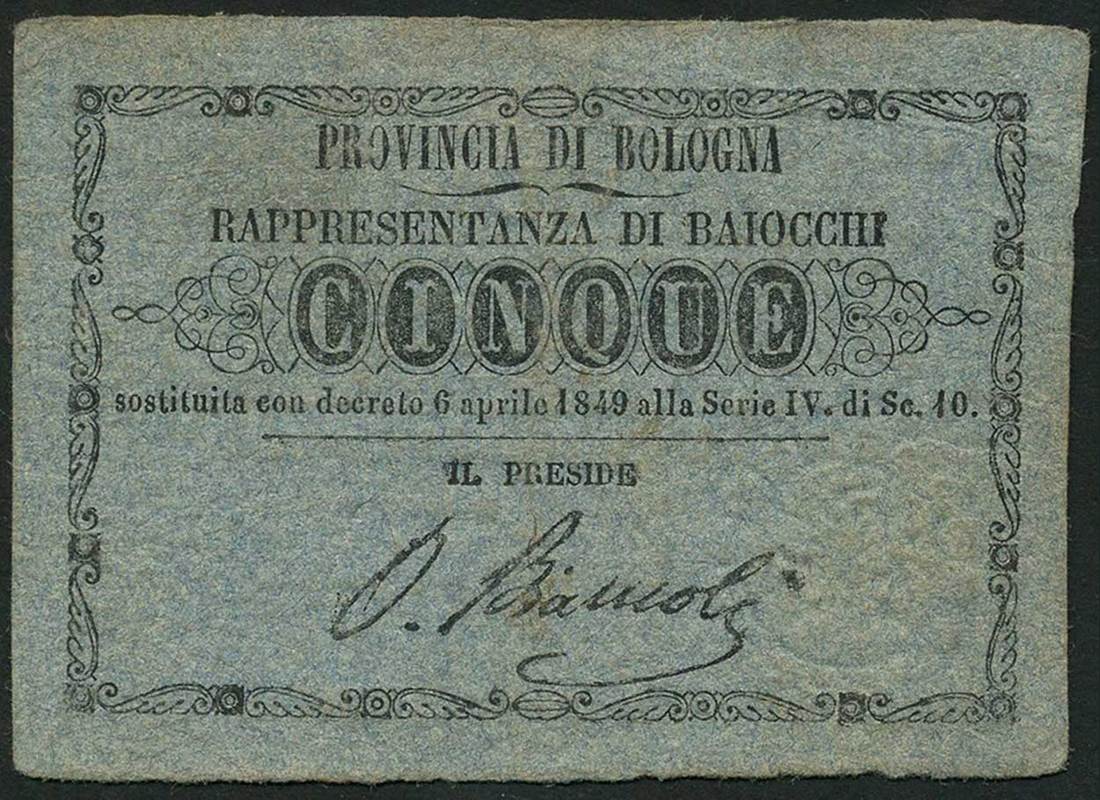 PROVINCIA DI BOLOGNA
RAPPRESENTANZA DI BAIOCCHI
CINQUE
sostituita con decreto 6 aprile 1849 alla Serie IV. di Sc. 10.
IL PRESIDE
O. Biancoli